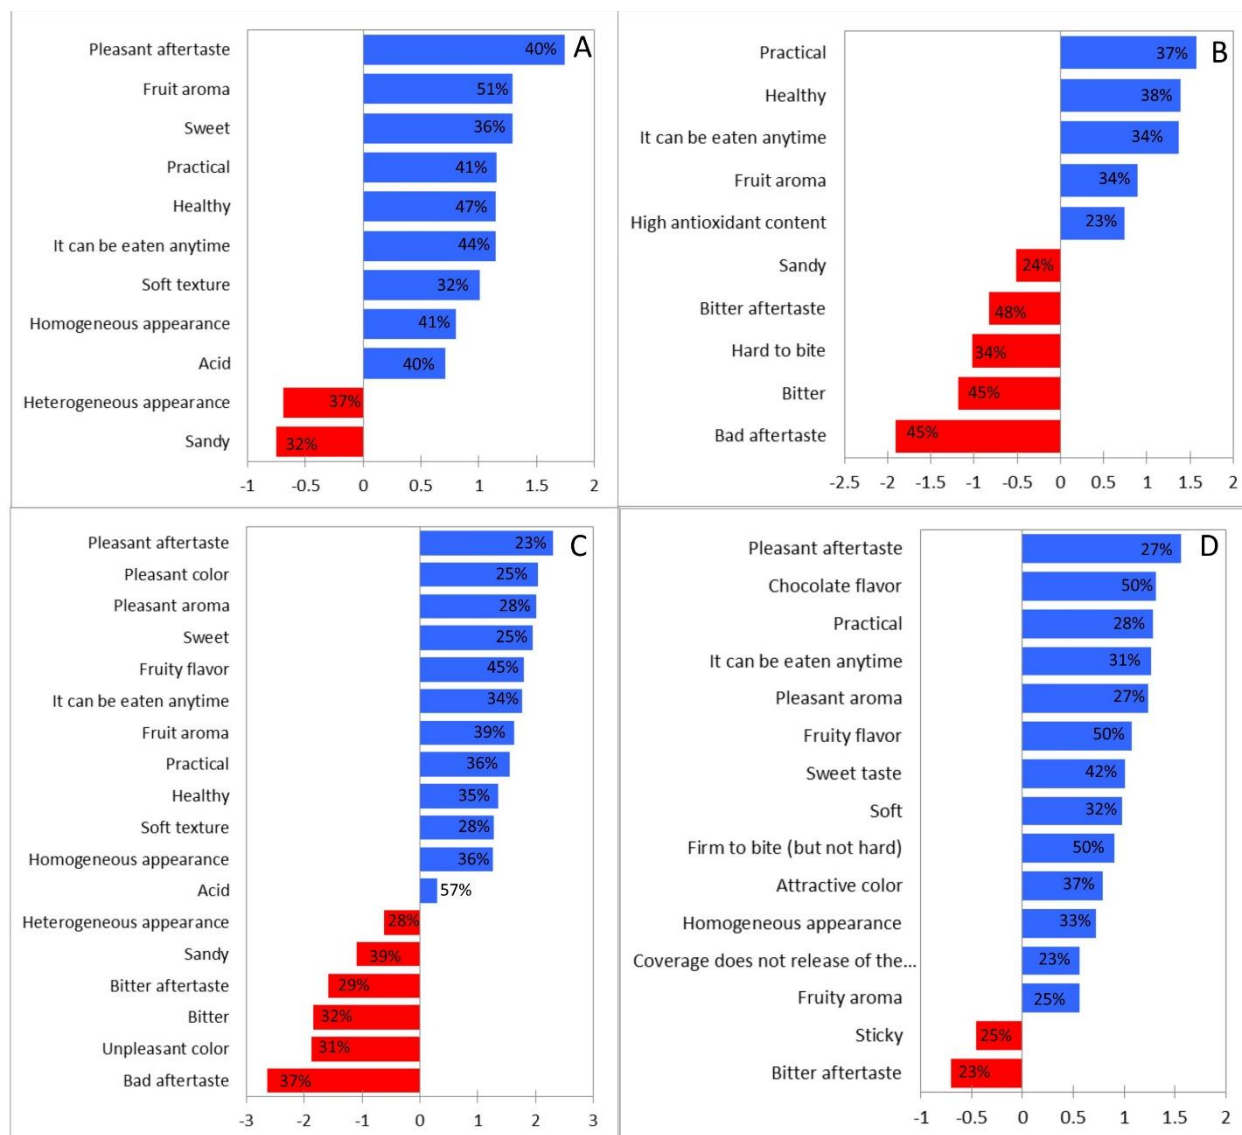 A
Pleasant aftertaste 40%
Fruit aroma 51%
Sweet 36%
Practical 41%
Healthy 47%
It can be eaten anytime 44%
Soft texture 32%
Homogeneous appearance 41%
Acid 40%
Heterogeneous appearance 37%
Sandy 32%
-1 -0.5 0 0.5 1 1.5 2
B
Practical 37%
Healthy 38%
It can be eaten anytime 34%
Fruit aroma 34%
High antioxidant content 23%
Sandy 24%
Bitter aftertaste 48%
Hard to bite 34%
Bitter 45%
Bad aftertaste 45%
-2.5 -2 -1.5 -1 -0.5 0 0.5 1 1.5 2
C
Pleasant aftertaste 23%
Pleasant color 25%
Pleasant aroma 28%
Sweet 25%
Fruity flavor 45%
It can be eaten anytime 34%
Fruit aroma 39%
Practical 36%
Healthy 35%
Soft texture 28%
Homogeneous appearance 36%
Acid 57%
Heterogeneous appearance 28%
Sandy 39%
Bitter aftertaste 29%
Bitter 32%
Unpleasant color 31%
Bad aftertaste 37%
-3 -2 -1 0 1 2 3
D
Pleasant aftertaste 27%
Chocolate flavor 50%
Practical 28%
It can be eaten anytime 31%
Pleasant aroma 27%
Fruity flavor 50%
Sweet taste 42%
Soft 32%
Firm to bite (but not hard) 50%
Attractive color 37%
Homogeneous appearance 33%
Coverage does not release of the... 23%
Fruity aroma 25%
Sticky 25%
Bitter aftertaste 23%
-1 -0.5 0 0.5 1 1.5 2